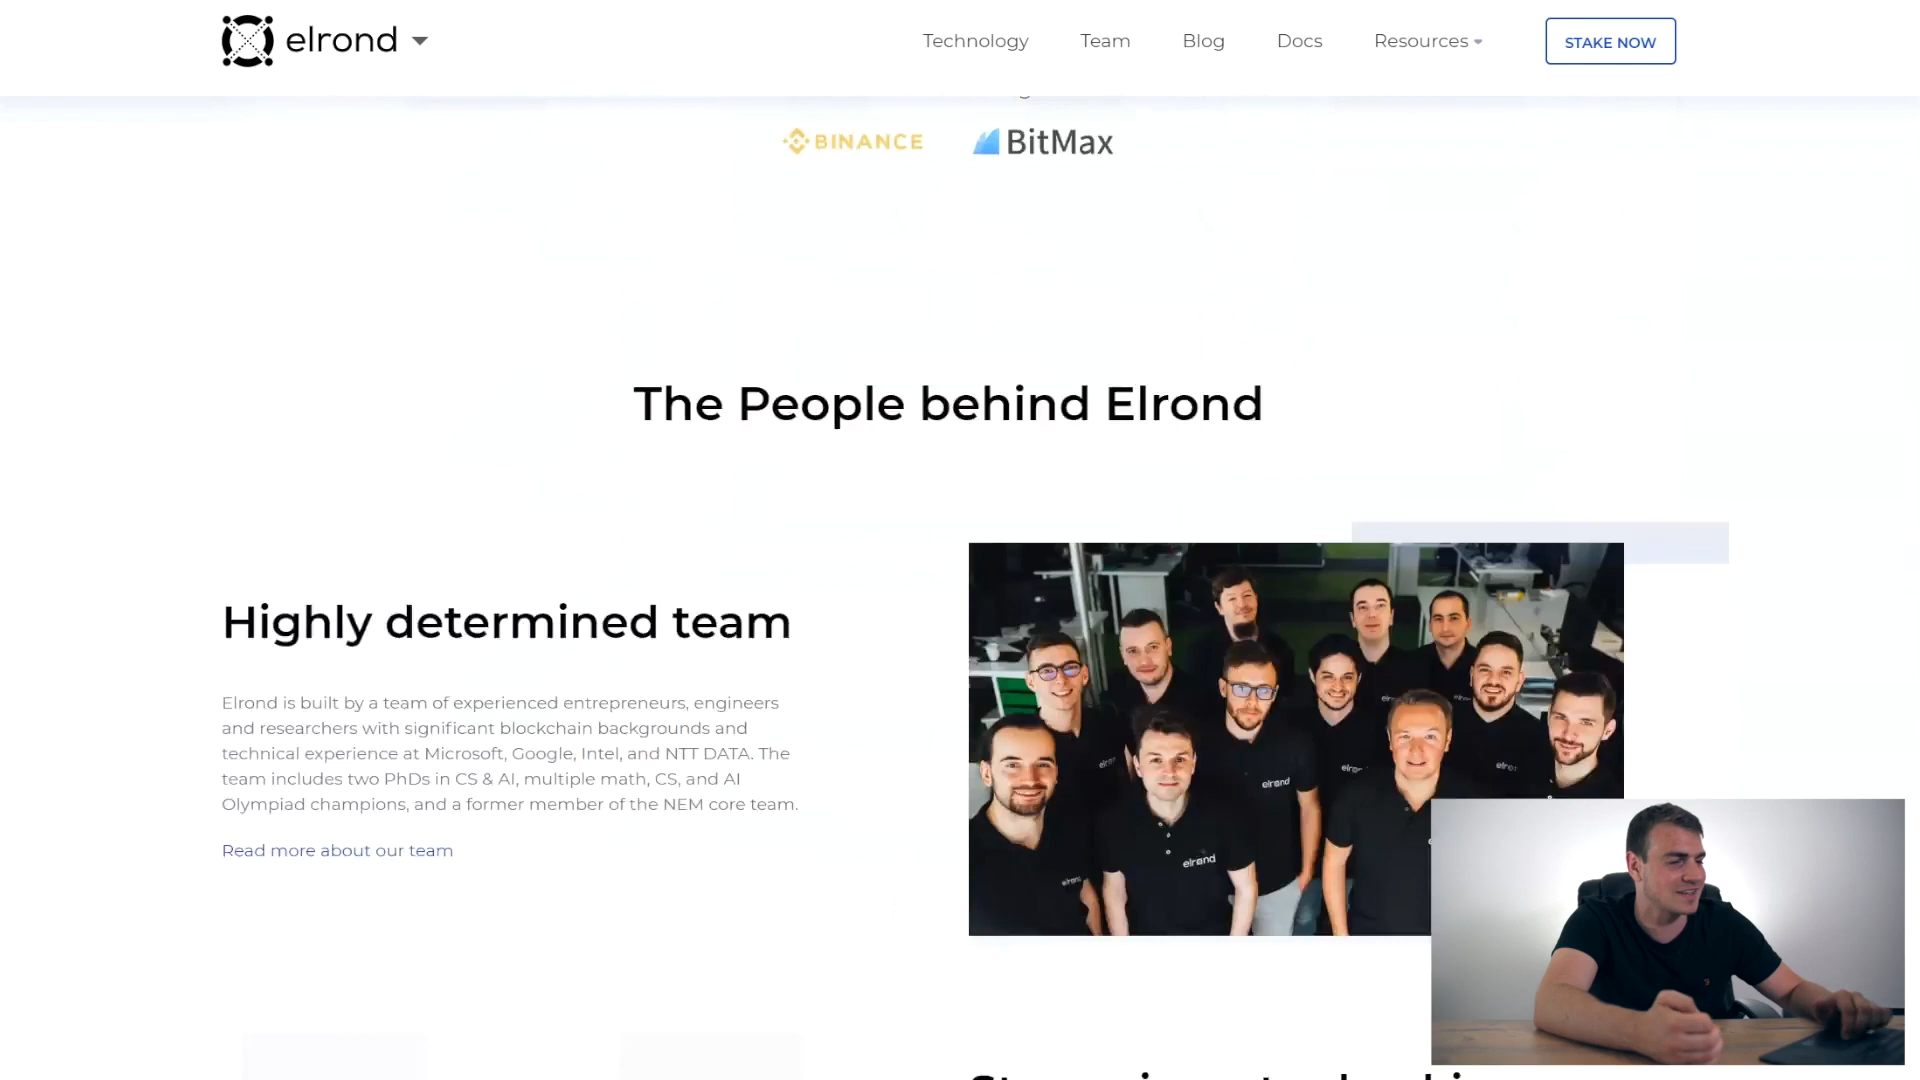 elrond
Technology
Team
Blog
Docs
Resources
STAKE NOW
BINANCE
BitMax
The People behind Elrond
Highly determined team
Elrond is built by a team of experienced entrepreneurs, engineers
and researchers with significant blockchain backgrounds and
technical experience at Microsoft, Google, Intel, and NTT DATA. The
team includes two PhDs in CS & AI, multiple math, CS, and AI
Olympiad champions, and a former member of the NEM core team.
Read more about our team
elrond
elrond